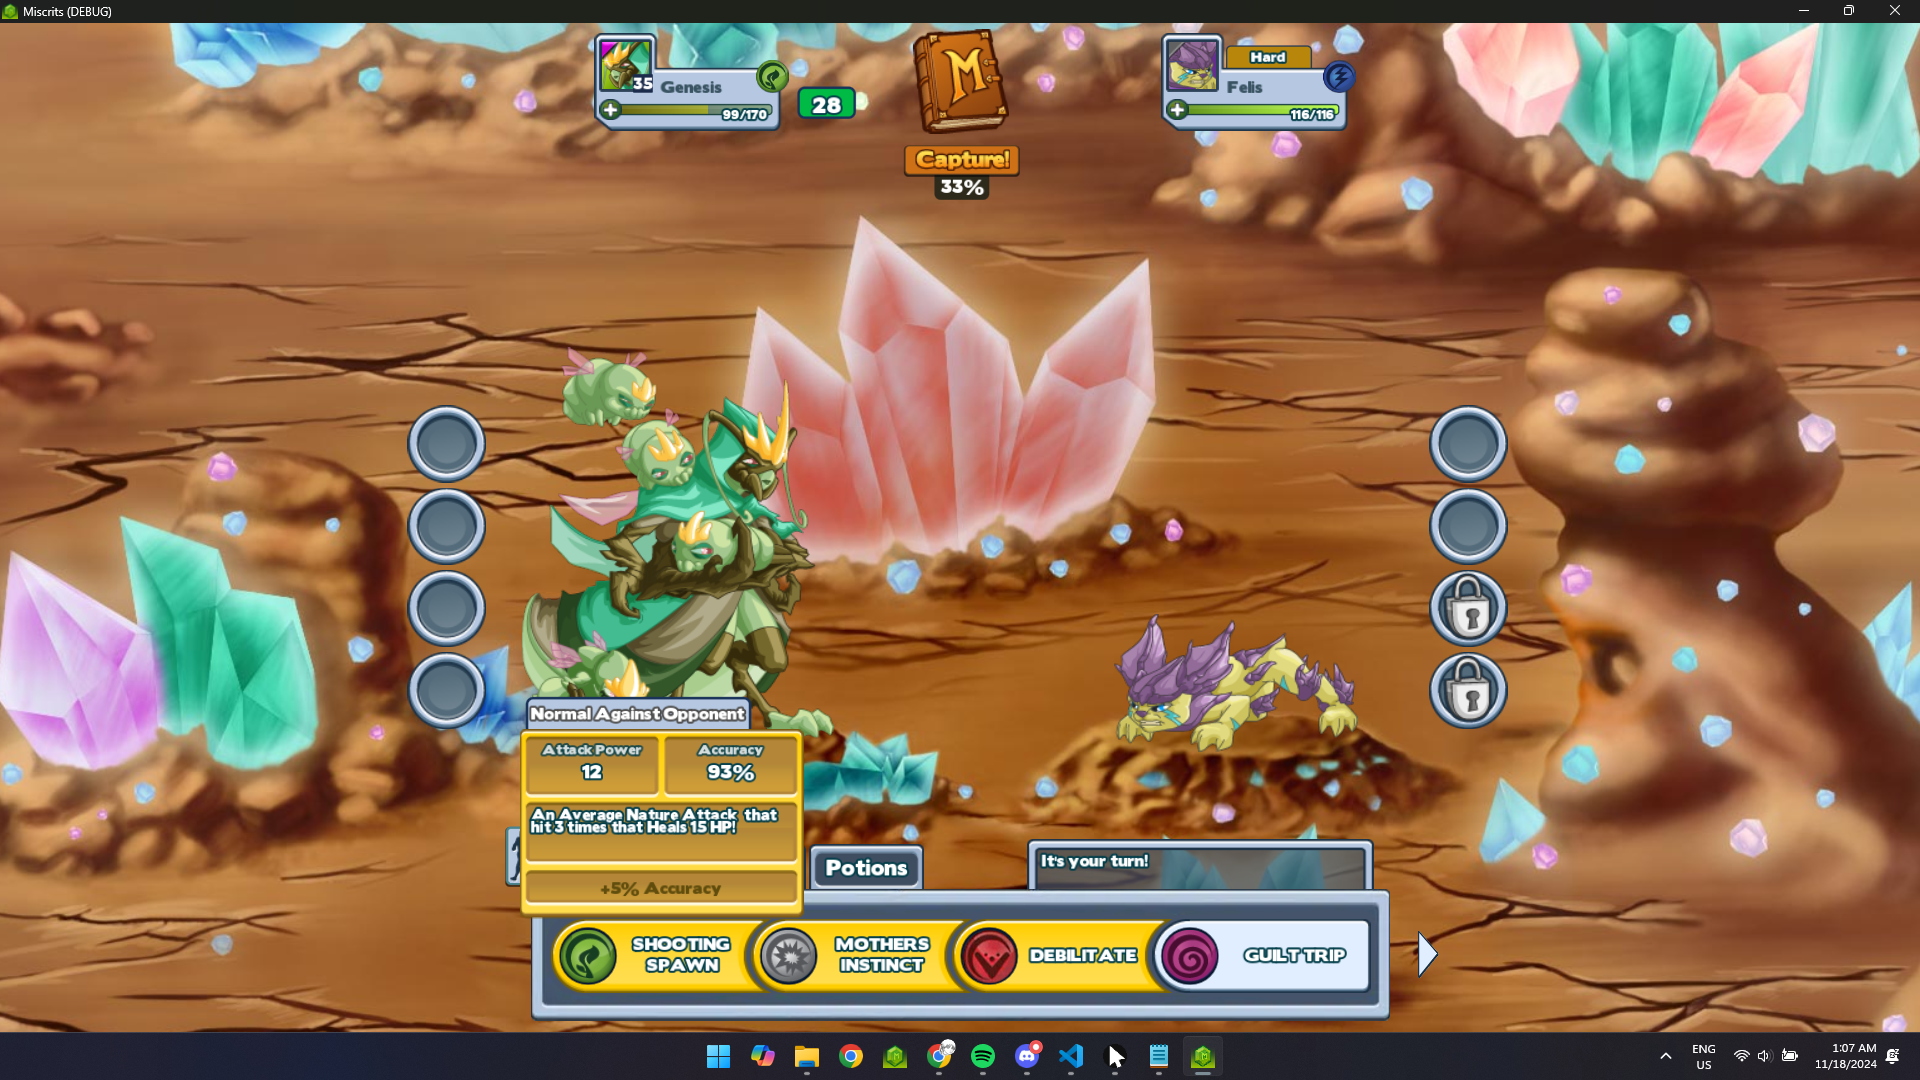 Miscrits (DEBUG)
35
Genesis
99/170
28
M
Hard
Felis
116/116
Capture!
33%
Normal Against Opponent
Attack Power
12
Accuracy
93%
An Average Nature Attack that
hit 3 times that Heals 15 HP!
+5% Accuracy
Potions
It's your turn!
SHOOTING
SPAWN
MOTHERS
INSTINCT
DEBILITATE
GUILT TRIP
ENG
US
1:07 AM
11/18/2024